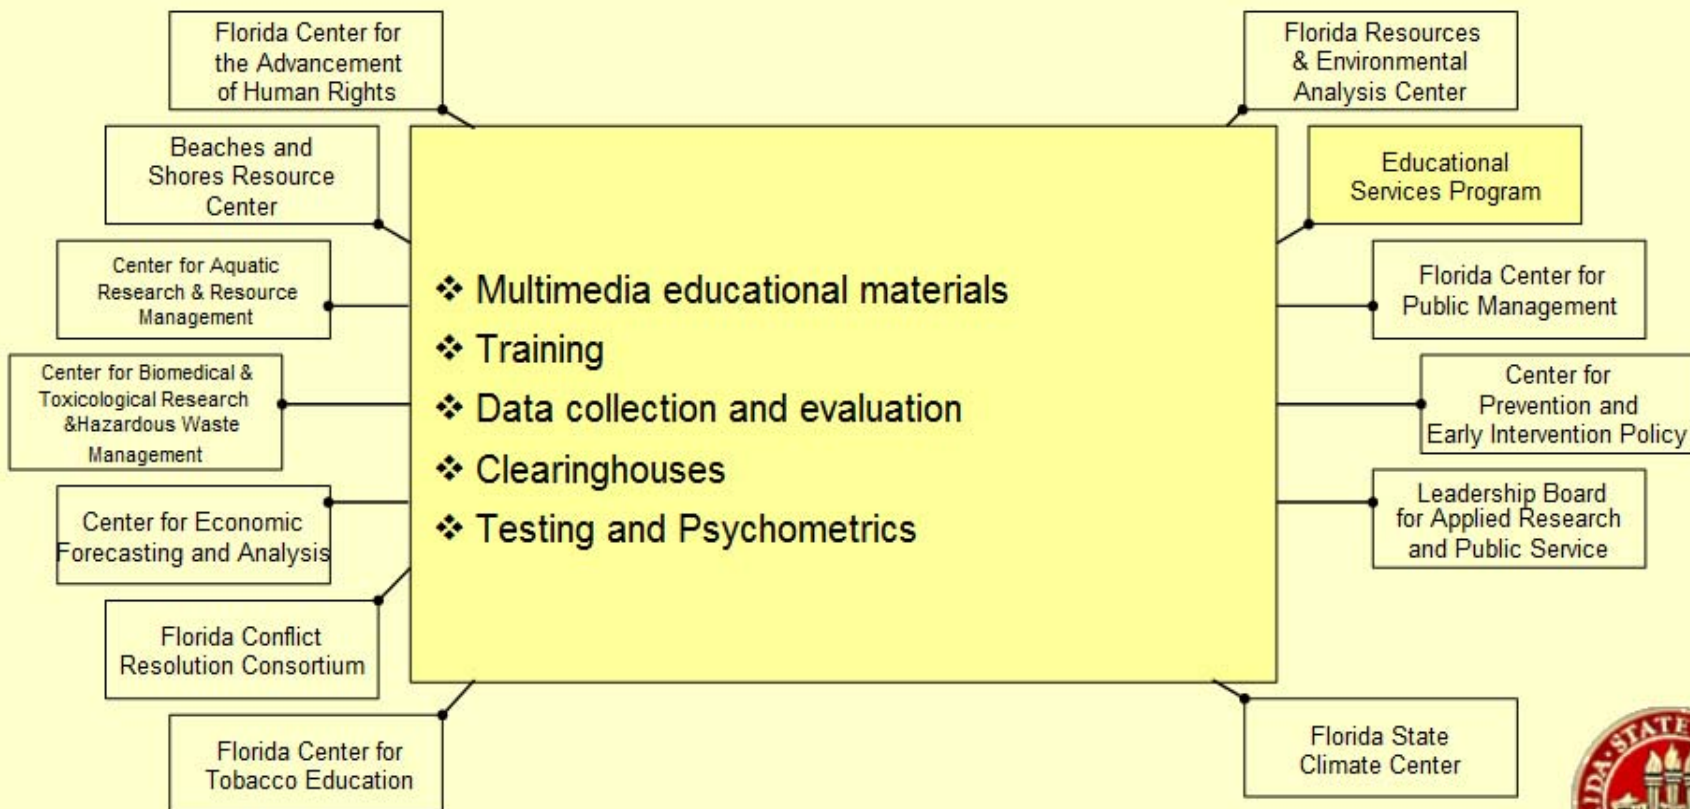 Florida Center for
the Advancement
of Human Rights
Beaches and
Shores Resource
Center
Center for Aquatic
Research & Resource
Management
Center for Biomedical &
Toxicological Research
&Hazardous Waste
Management
Center for Economic
Forecasting and Analysis
Florida Conflict
Resolution Consortium
Florida Center for
Tobacco Education
❖ Multimedia educational materials
❖ Training
❖ Data collection and evaluation
❖ Clearinghouses
❖ Testing and Psychometrics
Florida Resources
& Environmental
Analysis Center
Educational
Services Program
Florida Center for
Public Management
Center for
Prevention and
Early Intervention Policy
Leadership Board
for Applied Research
and Public Service
Florida State
Climate Center